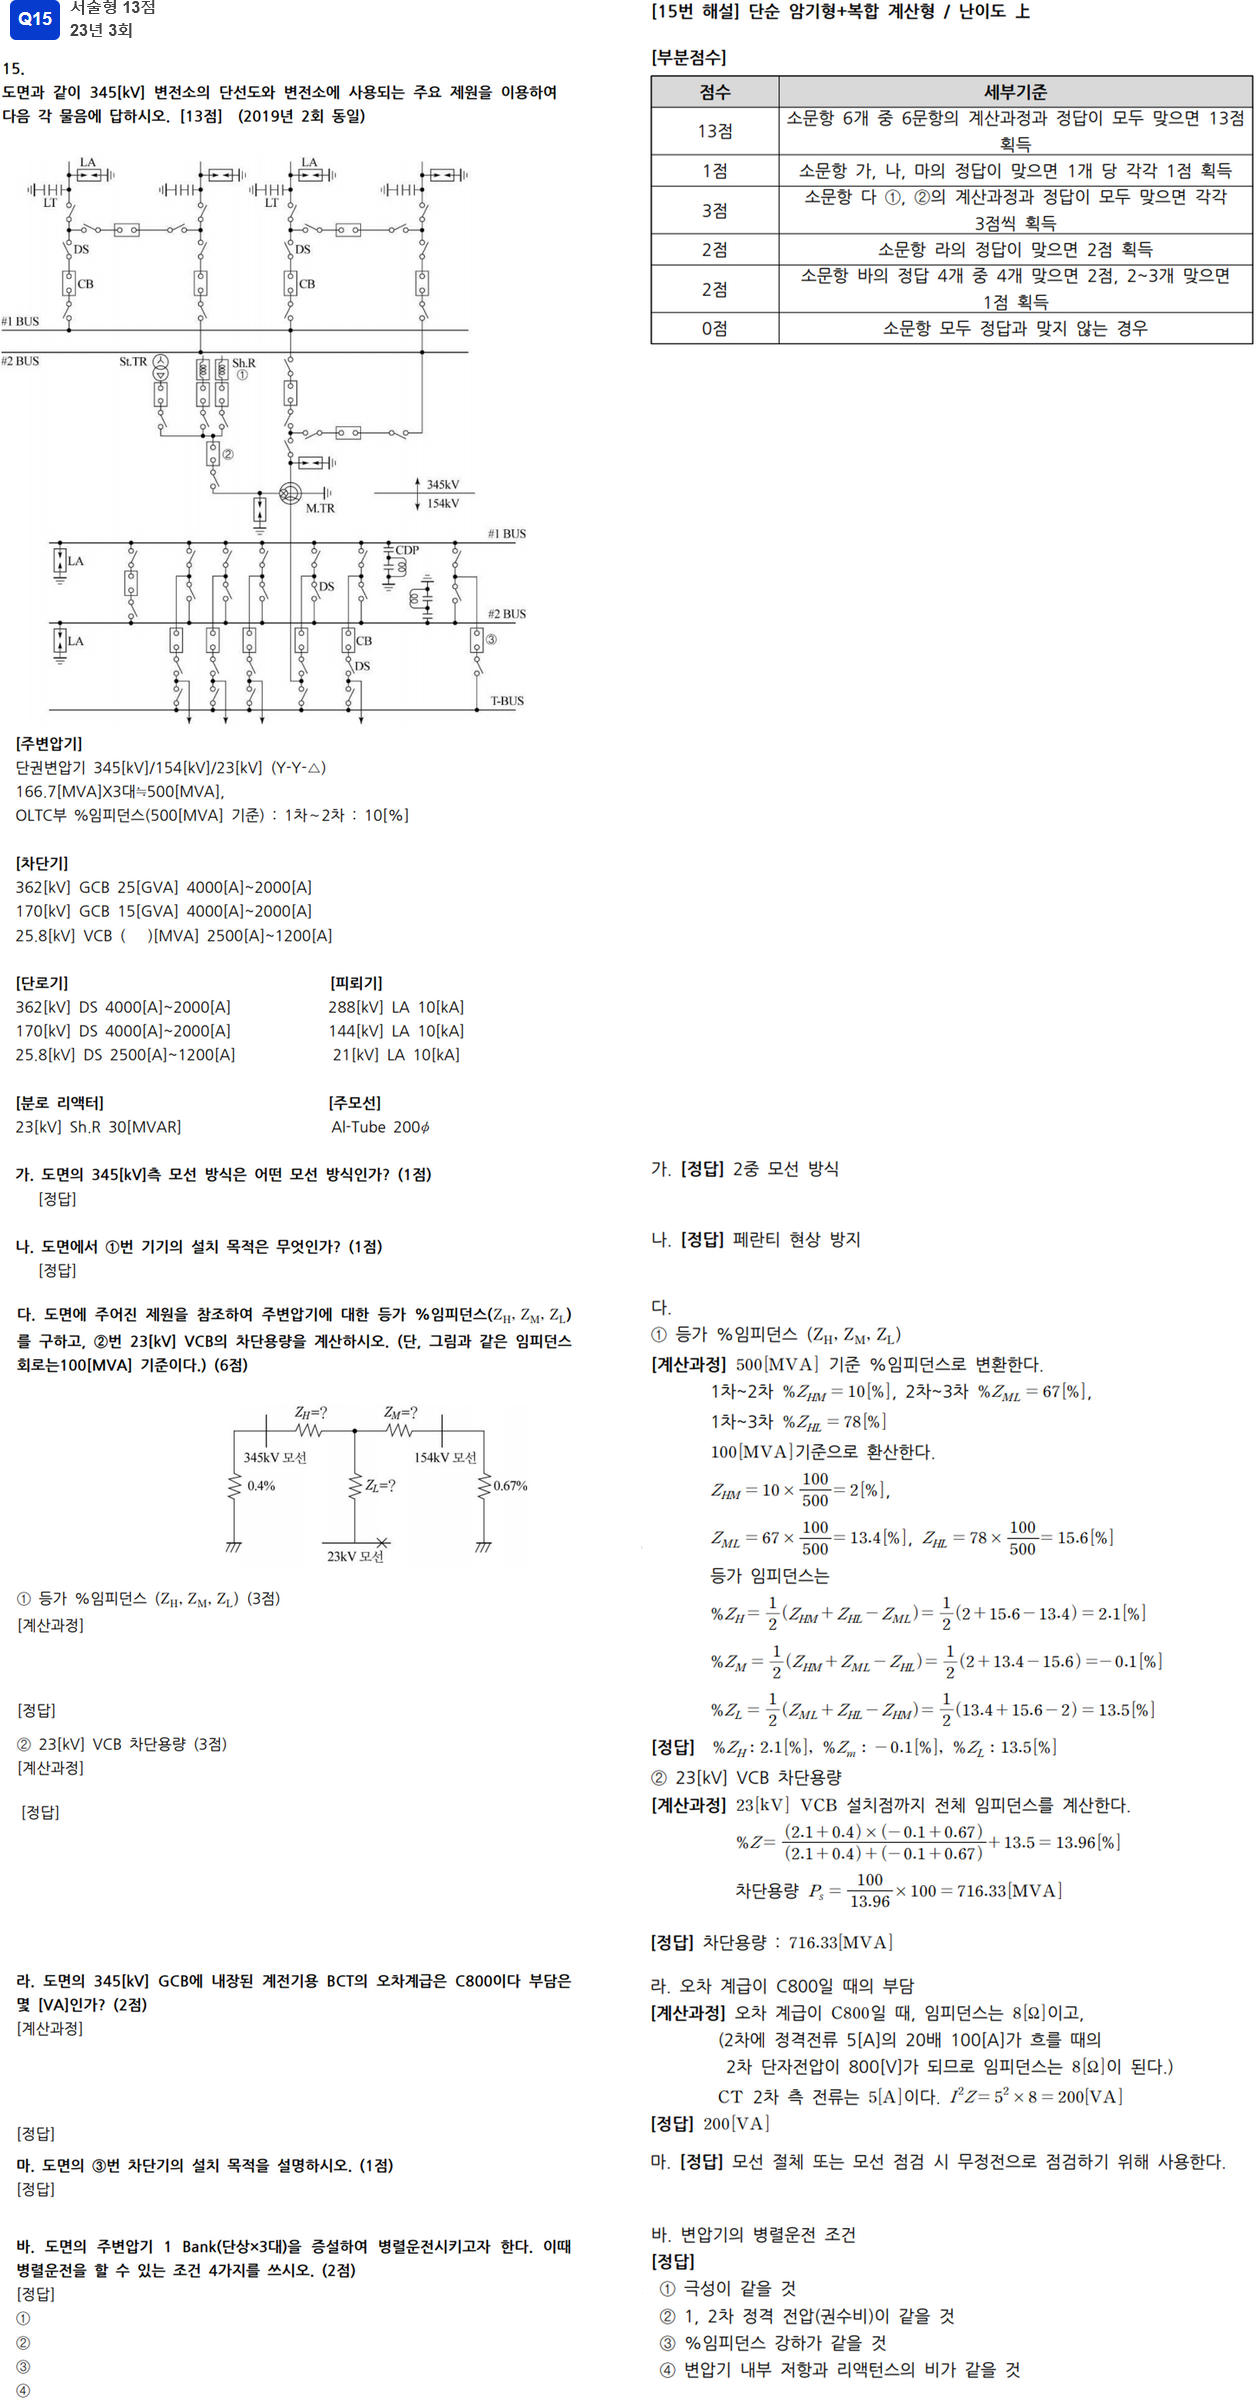 Q15
서술형 13점
23년 3회
15.
도면과 같이 345[kV] 변전소의 단선도와 변전소에 사용되는 주요 제원을 이용하여
다음 각 물음에 답하시오. [13점] (2019년 2회 동일)
LA LA
LT LT
DS DS
CB CB
#1 BUS
#2 BUS
St.TR Sh.R
①
②
345kV
154kV
M.TR
#1 BUS
CDP
LA
DS
#2 BUS
LA CB ③
DS
T-BUS
[주변압기]
단권변압기 345[kV]/154[kV]/23[kV] (Y-Y-△)
166.7[MVA]X3대≒500[MVA],
OLTC부 %임피던스(500[MVA] 기준) : 1차~2차 : 10[%]
[차단기]
362[kV] GCB 25[GVA] 4000[A]~2000[A]
170[kV] GCB 15[GVA] 4000[A]~2000[A]
25.8[kV] VCB ( )[MVA] 2500[A]~1200[A]
[단로기] [피뢰기]
362[kV] DS 4000[A]~2000[A] 288[kV] LA 10[kA]
170[kV] DS 4000[A]~2000[A] 144[kV] LA 10[kA]
25.8[kV] DS 2500[A]~1200[A] 21[kV] LA 10[kA]
[분로 리액터] [주모선]
23[kV] Sh.R 30[MVAR] Al-Tube 200φ
가. 도면의 345[kV]측 모선 방식은 어떤 모선 방식인가? (1점)
[정답]
나. 도면에서 ①번 기기의 설치 목적은 무엇인가? (1점)
[정답]
다. 도면에 주어진 제원을 참조하여 주변압기에 대한 등가 %임피던스(Z_H, Z_M, Z_L)
를 구하고, ②번 23[kV] VCB의 차단용량을 계산하시오. (단, 그림과 같은 임피던스
회로는100[MVA] 기준이다.) (6점)
Z_H=? Z_M=?
345kV 모선 154kV 모선
0.4% Z_L=? 0.67%
23kV 모선
① 등가 %임피던스 (Z_H, Z_M, Z_L) (3점)
[계산과정]
[정답]
② 23[kV] VCB 차단용량 (3점)
[계산과정]
[정답]
라. 도면의 345[kV] GCB에 내장된 계전기용 BCT의 오차계급은 C800이다 부담은
몇 [VA]인가? (2점)
[계산과정]
[정답]
마. 도면의 ③번 차단기의 설치 목적을 설명하시오. (1점)
[정답]
바. 도면의 주변압기 1 Bank(단상×3대)을 증설하여 병렬운전시키고자 한다. 이때
병렬운전을 할 수 있는 조건 4가지를 쓰시오. (2점)
[정답]
①
②
③
④
[15번 해설] 단순 암기형+복합 계산형 / 난이도 上
[부분점수]
점수 세부기준
13점 소문항 6개 중 6문항의 계산과정과 정답이 모두 맞으면 13점
획득
1점 소문항 가, 나, 마의 정답이 맞으면 1개 당 각각 1점 획득
3점 소문항 다 ①, ②의 계산과정과 정답이 모두 맞으면 각각
3점씩 획득
2점 소문항 라의 정답이 맞으면 2점 획득
2점 소문항 바의 정답 4개 중 4개 맞으면 2점, 2~3개 맞으면
1점 획득
0점 소문항 모두 정답과 맞지 않는 경우
가. [정답] 2중 모선 방식
나. [정답] 페란티 현상 방지
다.
① 등가 %임피던스 (Z_H, Z_M, Z_L)
[계산과정] 500[MVA] 기준 %임피던스로 변환한다.
1차~2차 %Z_HM = 10[%], 2차~3차 %Z_ML = 67[%],
1차~3차 %Z_HL = 78[%]
100[MVA]기준으로 환산한다.
Z_HM = 10 × 100/500 = 2[%],
Z_ML = 67 × 100/500 = 13.4[%], Z_HL = 78 × 100/500 = 15.6[%]
등가 임피던스는
%Z_H = 1/2(Z_HM + Z_HL − Z_ML) = 1/2(2 + 15.6 − 13.4) = 2.1[%]
%Z_M = 1/2(Z_HM + Z_ML − Z_HL) = 1/2(2 + 13.4 − 15.6) = −0.1[%]
%Z_L = 1/2(Z_ML + Z_HL − Z_HM) = 1/2(13.4 + 15.6 − 2) = 13.5[%]
[정답] %Z_H : 2.1[%], %Z_m : −0.1[%], %Z_L : 13.5[%]
② 23[kV] VCB 차단용량
[계산과정] 23[kV] VCB 설치점까지 전체 임피던스를 계산한다.
%Z = (2.1+0.4)×(−0.1+0.67)/(2.1+0.4)+(−0.1+0.67) + 13.5 = 13.96[%]
차단용량 P_s = 100/13.96 × 100 = 716.33[MVA]
[정답] 차단용량 : 716.33[MVA]
라. 오차 계급이 C800일 때의 부담
[계산과정] 오차 계급이 C800일 때, 임피던스는 8[Ω]이고,
(2차에 정격전류 5[A]의 20배 100[A]가 흐를 때의
2차 단자전압이 800[V]가 되므로 임피던스는 8[Ω]이 된다.)
CT 2차 측 전류는 5[A]이다. I²Z = 5² × 8 = 200[VA]
[정답] 200[VA]
마. [정답] 모선 절체 또는 모선 점검 시 무정전으로 점검하기 위해 사용한다.
바. 변압기의 병렬운전 조건
[정답]
① 극성이 같을 것
② 1, 2차 정격 전압(권수비)이 같을 것
③ %임피던스 강하가 같을 것
④ 변압기 내부 저항과 리액턴스의 비가 같을 것